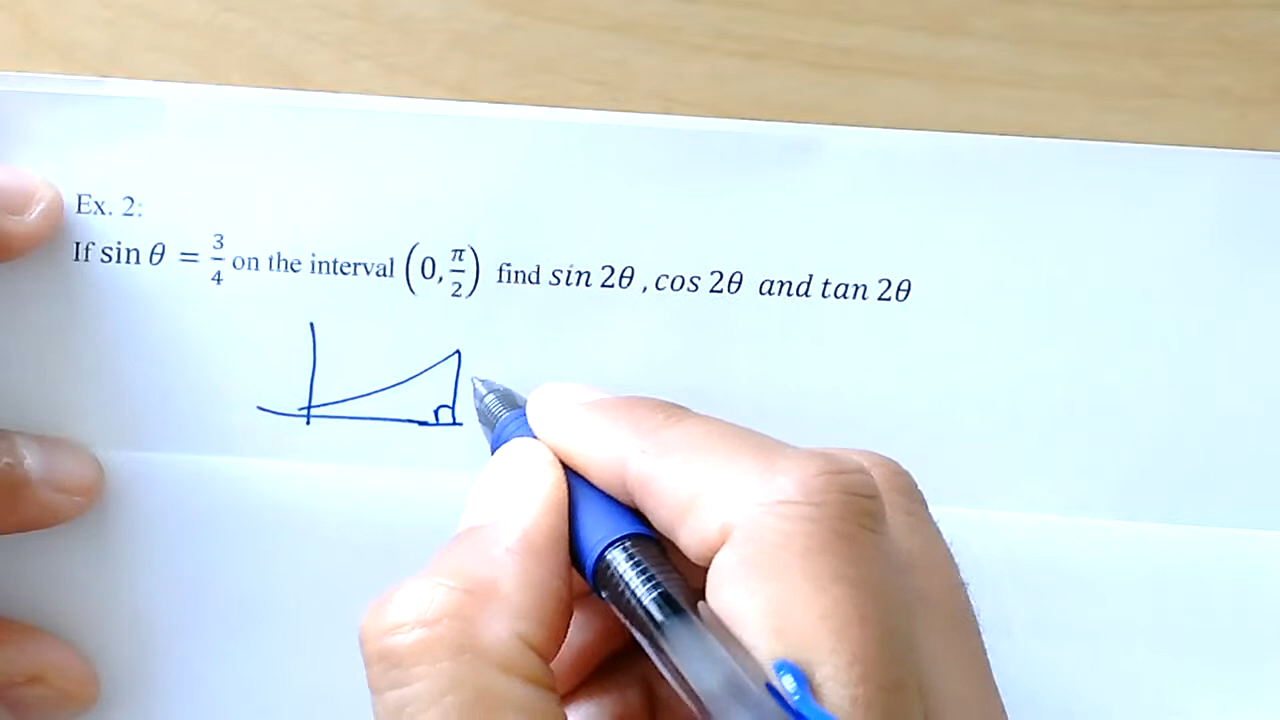 Ex. 2:
If sin θ = 3/4 on the interval (0, π/2) find sin 2θ , cos 2θ and tan 2θ